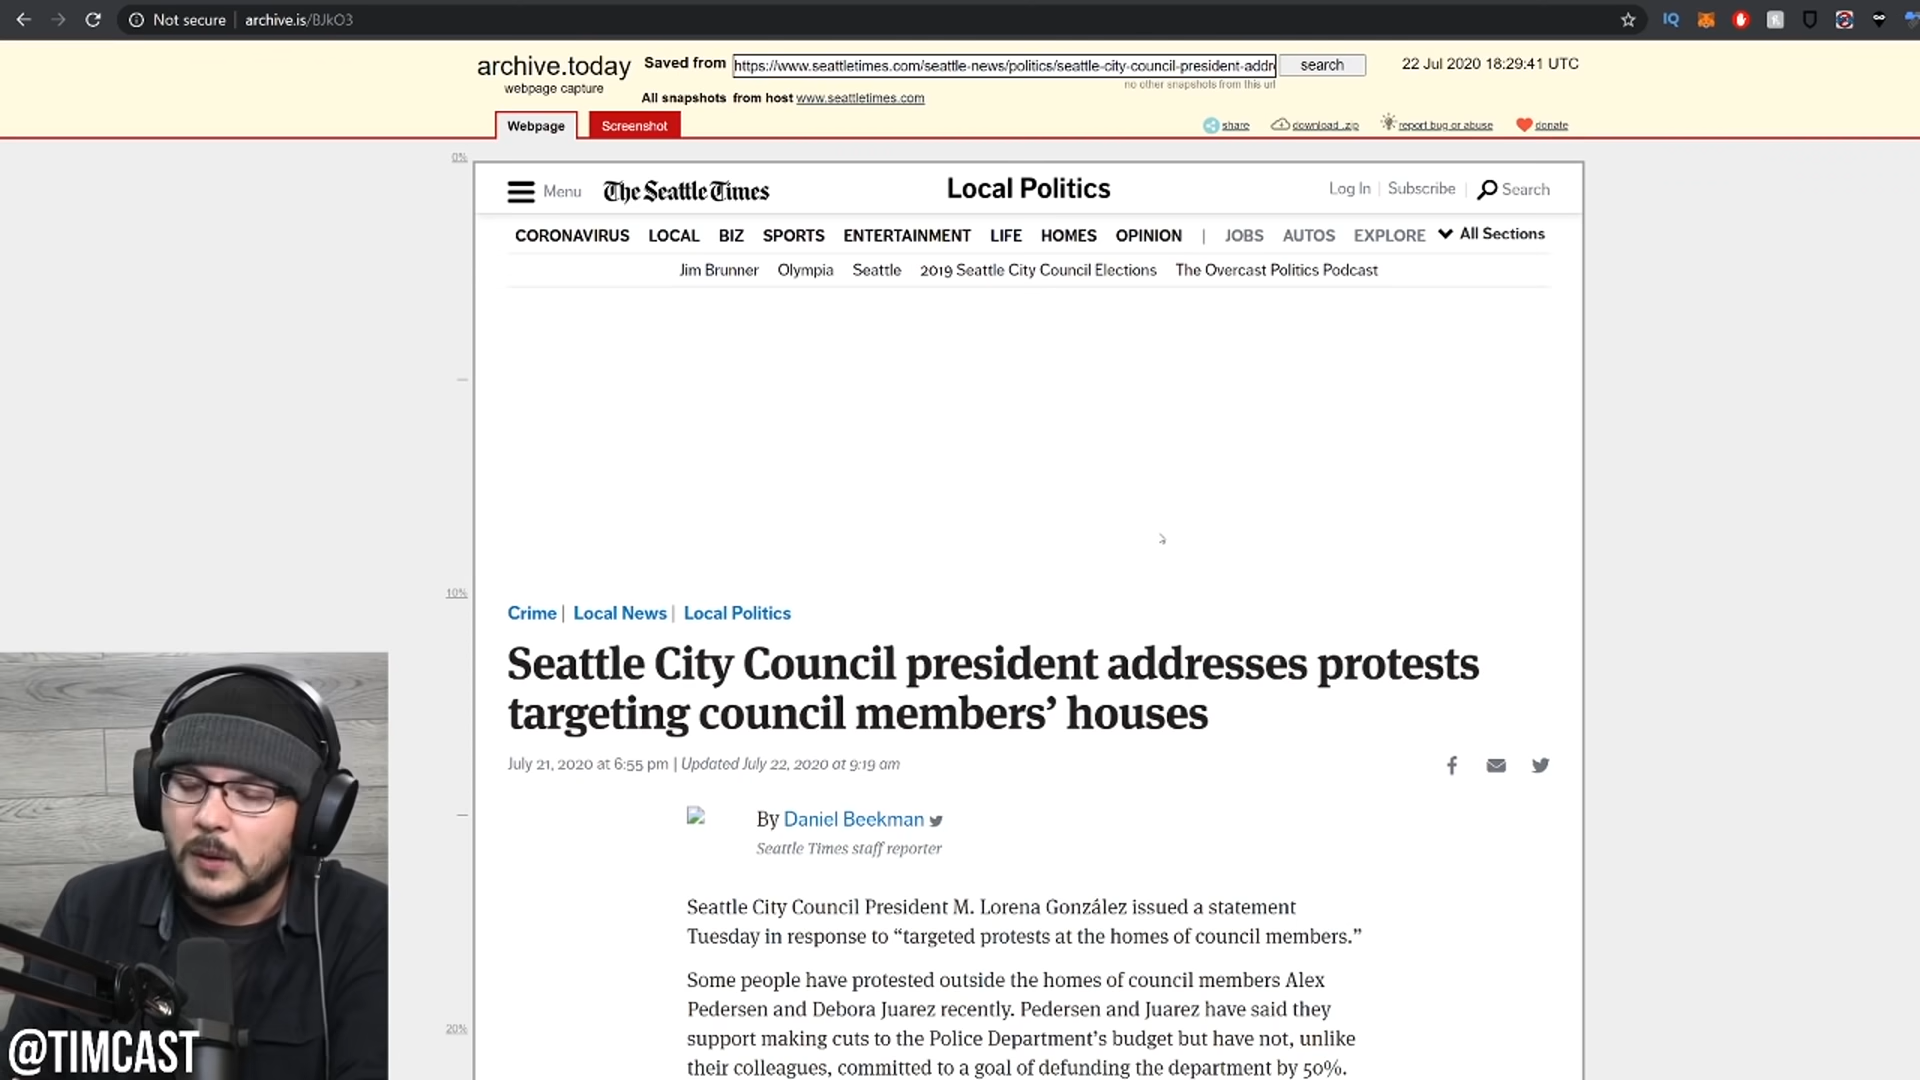 Not secure | archive.is/BJkO3
IQ
archive.today
webpage capture
Saved from https://www.seattletimes.com/seattle-news/politics/seattle-city-council-president-addr search 22 Jul 2020 18:29:41 UTC
no other snapshots from this url
All snapshots from host www.seattletimes.com
Webpage Screenshot share download .zip report bug or abuse donate
0%
Menu The Seattle Times Local Politics Log In | Subscribe | Search
CORONAVIRUS LOCAL BIZ SPORTS ENTERTAINMENT LIFE HOMES OPINION | JOBS AUTOS EXPLORE All Sections
Jim Brunner Olympia Seattle 2019 Seattle City Council Elections The Overcast Politics Podcast
10%
Crime | Local News | Local Politics
Seattle City Council president addresses protests
targeting council members’ houses
July 21, 2020 at 6:55 pm | Updated July 22, 2020 at 9:19 am
By Daniel Beekman
Seattle Times staff reporter
Seattle City Council President M. Lorena González issued a statement
Tuesday in response to “targeted protests at the homes of council members.”
Some people have protested outside the homes of council members Alex
Pedersen and Debora Juarez recently. Pedersen and Juarez have said they
20%
support making cuts to the Police Department’s budget but have not, unlike
their colleagues, committed to a goal of defunding the department by 50%.
@TIMCAST